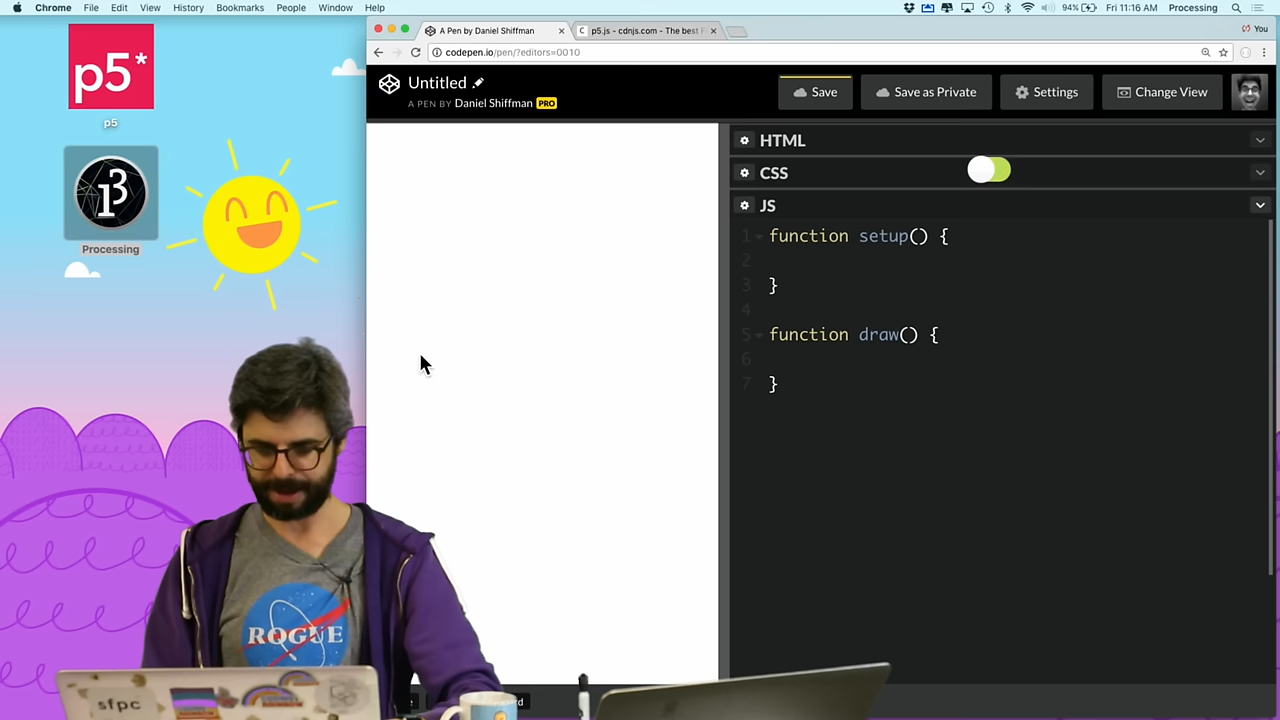 Chrome File Edit View History Bookmarks People Window Help 94% Fri 11:16 AM Processing
A Pen by Daniel Shiffman
p5.js - cdnjs.com - The best F
You
codepen.io/pen/?editors=0010
p5*
p5
Processing
Untitled
A PEN BY Daniel Shiffman PRO
Save
Save as Private
Settings
Change View
HTML
CSS
JS
1 function setup() {
2
3 }
4
5 function draw() {
6
7 }
ROGUE
sfpc